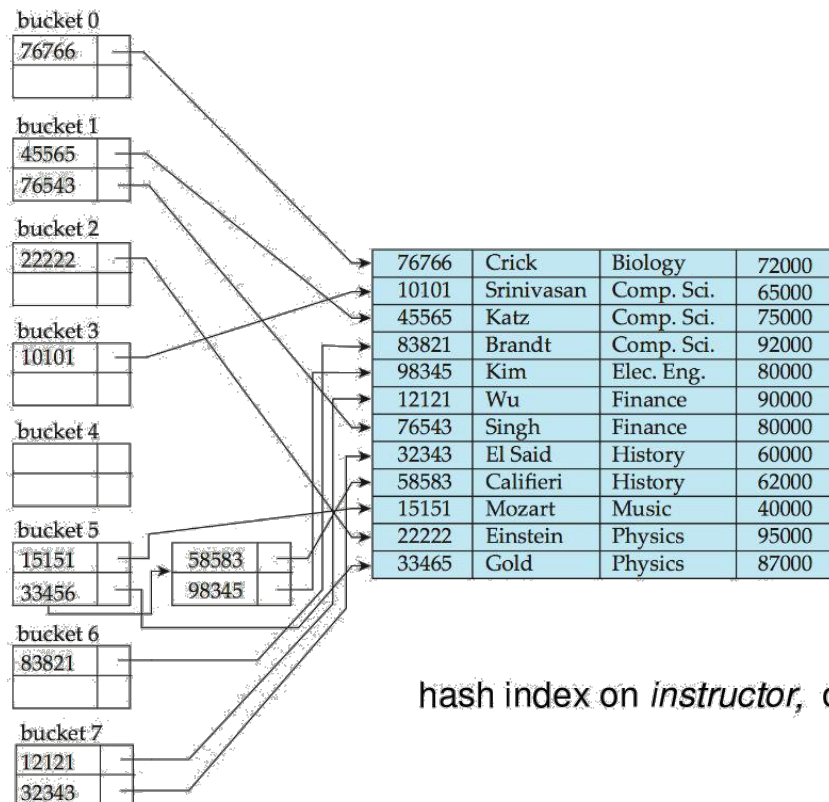 bucket 0
76766
bucket 1
45565
76543
bucket 2
22222
bucket 3
10101
bucket 4
bucket 5
15151
33456
58583
98345
bucket 6
83821
bucket 7
12121
32343
76766 Crick Biology 72000
10101 Srinivasan Comp. Sci. 65000
45565 Katz Comp. Sci. 75000
83821 Brandt Comp. Sci. 92000
98345 Kim Elec. Eng. 80000
12121 Wu Finance 90000
76543 Singh Finance 80000
32343 El Said History 60000
58583 Califieri History 62000
15151 Mozart Music 40000
22222 Einstein Physics 95000
33465 Gold Physics 87000
hash index on instructor,